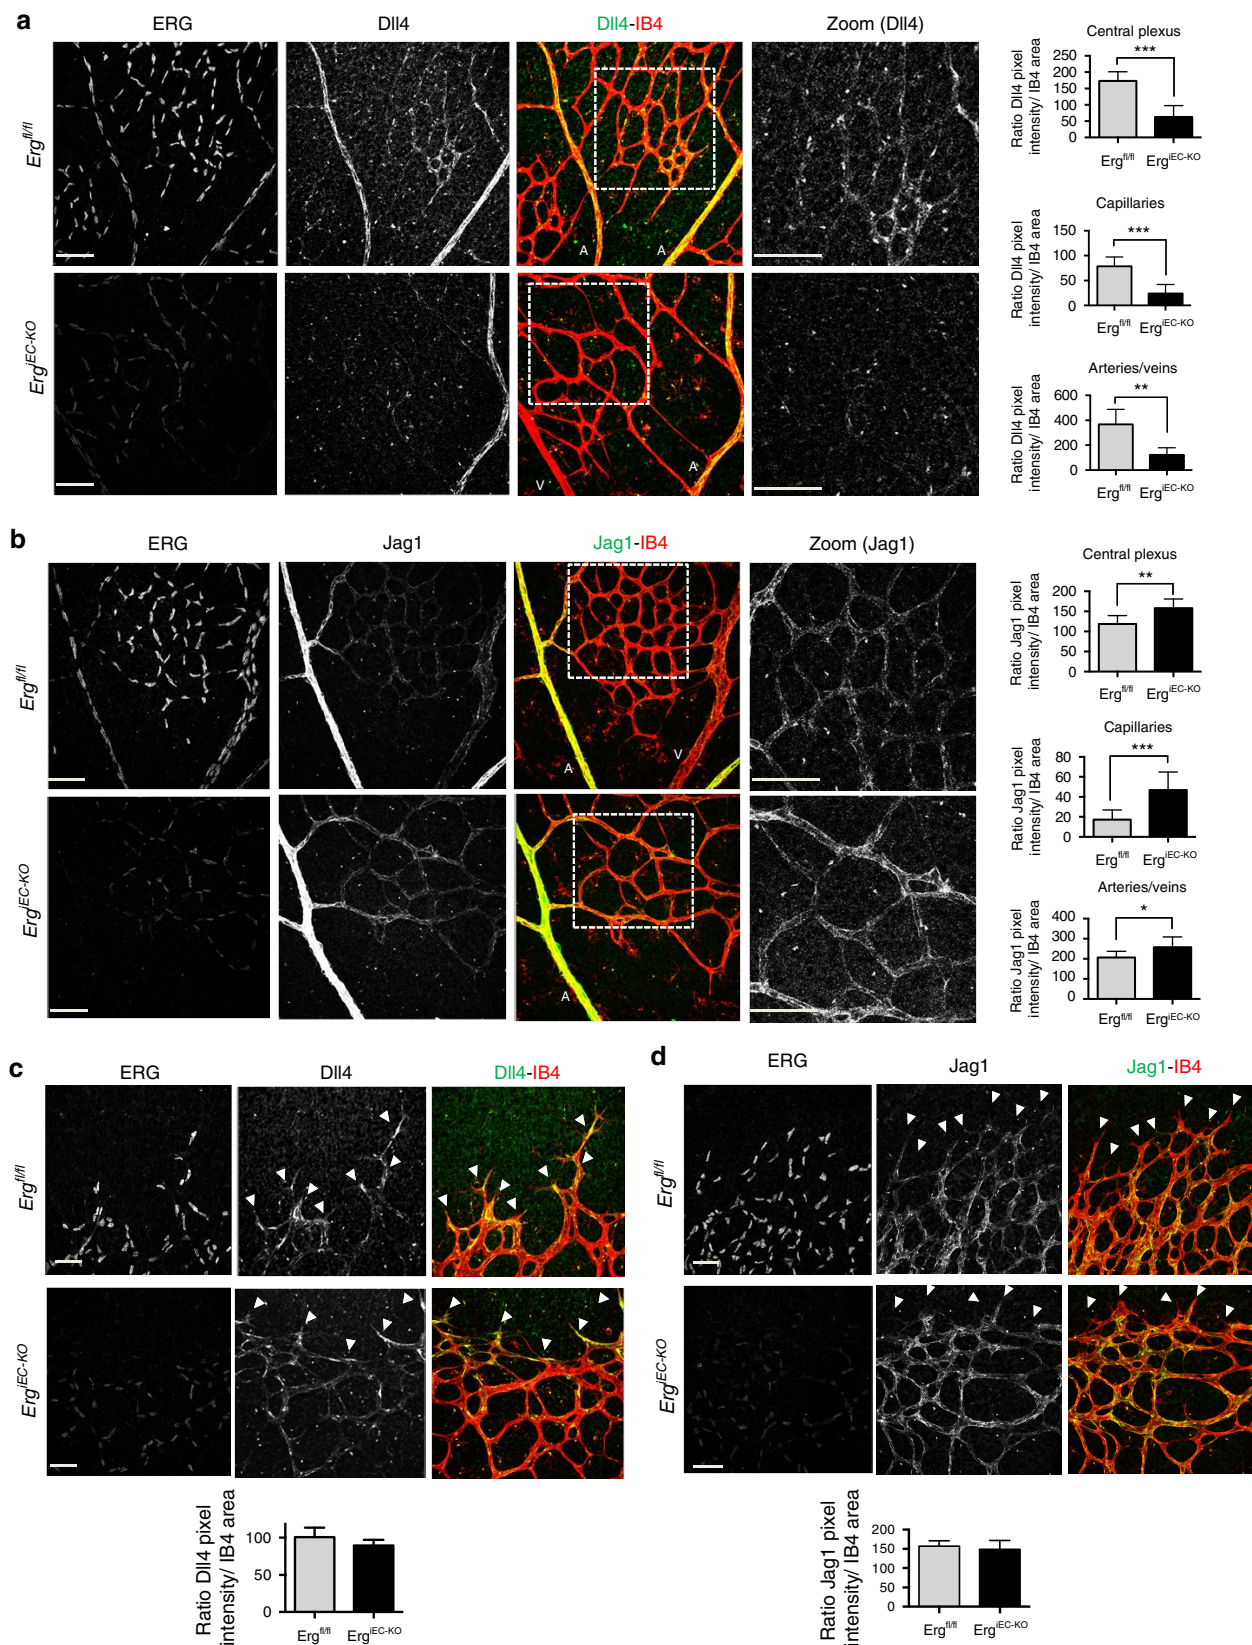 a
ERG Dll4 Dll4-IB4 Zoom (Dll4)
Erg^fl/fl
A A
Erg^iEC-KO
V A
Central plexus
Ratio Dll4 pixel
intensity/ IB4 area
250
200
150
100
50
0
***
Erg^fl/fl Erg^iEC-KO
Capillaries
Ratio Dll4 pixel
intensity/ IB4 area
150
100
50
0
***
Erg^fl/fl Erg^iEC-KO
Arteries/veins
Ratio Dll4 pixel
intensity/ IB4 area
600
400
200
0
**
Erg^fl/fl Erg^iEC-KO
b
ERG Jag1 Jag1-IB4 Zoom (Jag1)
Erg^fl/fl
A V
Erg^iEC-KO
A
Central plexus
Ratio Jag1 pixel
intensity/ IB4 area
200
150
100
50
0
**
Erg^fl/fl Erg^iEC-KO
Capillaries
Ratio Jag1 pixel
intensity/ IB4 area
80
60
40
20
0
***
Erg^fl/fl Erg^iEC-KO
Arteries/veins
Ratio Jag1 pixel
intensity/ IB4 area
400
300
200
100
0
*
Erg^fl/fl Erg^iEC-KO
c
ERG Dll4 Dll4-IB4
Erg^fl/fl
Erg^iEC-KO
Ratio Dll4 pixel
intensity/ IB4 area
100
50
0
Erg^fl/fl Erg^iEC-KO
d
ERG Jag1 Jag1-IB4
Erg^fl/fl
Erg^iEC-KO
Ratio Jag1 pixel
intensity/ IB4 area
200
150
100
50
0
Erg^fl/fl Erg^iEC-KO